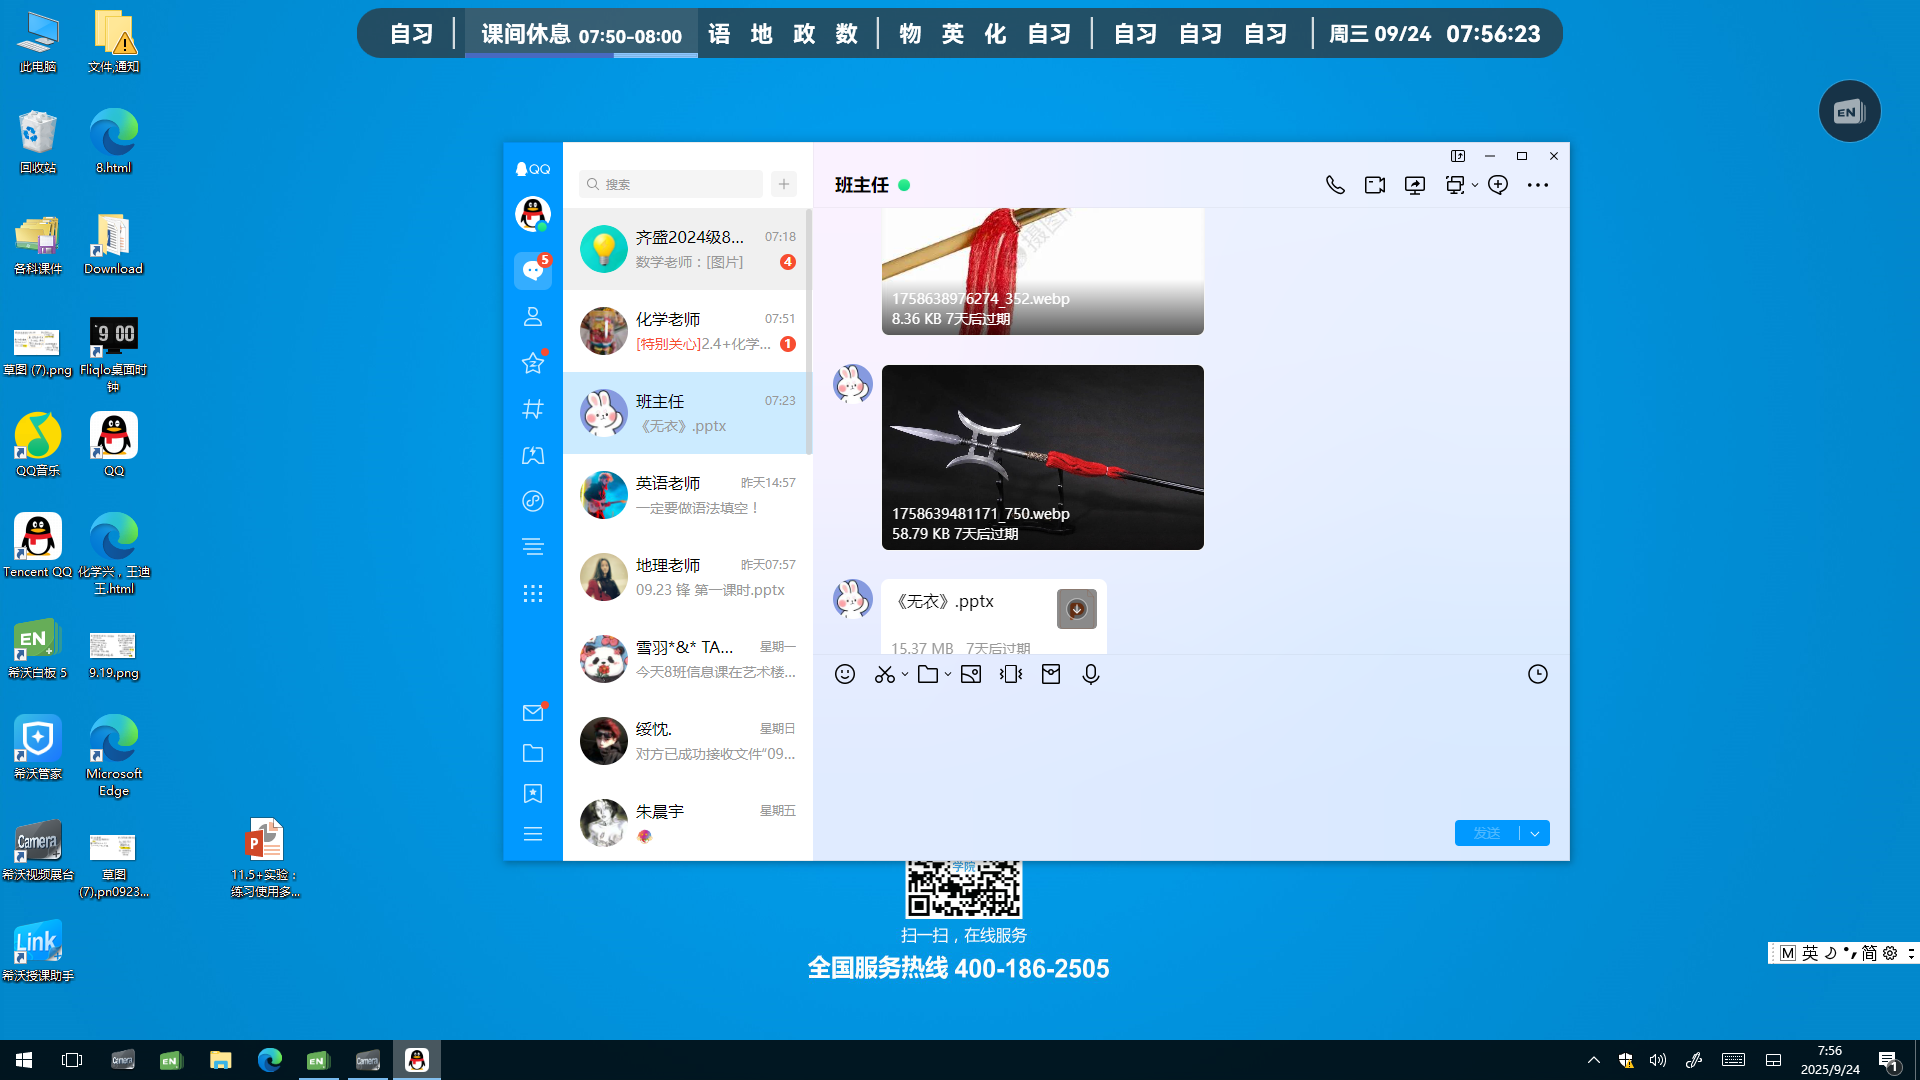 自习
课间休息 07:50-08:00
语 地 政 数
物 英 化 自习
自习 自习 自习
周三 09/24 07:56:23
EN
此电脑
文件,通知
回收站
8.html
各科课件
Download
草图 (7).png
9 00
Fliqlo桌面时钟
QQ音乐
QQ
Tencent QQ
化学兴，王迪王.html
EN
希沃白板 5
9.19.png
希沃管家
Microsoft Edge
Camera
希沃视频展台
草图 (7).pn0923...
11.5+实验：练习使用多...
Link
希沃授课助手
QQ
5
搜索
齐盛2024级8...
07:18
数学老师：[图片]
4
化学老师
07:51
[特别关心]2.4+化学...
1
班主任
07:23
《无衣》.pptx
英语老师
昨天14:57
一定要做语法填空！
地理老师
昨天07:57
09.23 锋 第一课时.pptx
雪羽*&* TA...
星期一
今天8班信息课在艺术楼...
绥忱.
星期日
对方已成功接收文件“09...
朱晨宇
星期五
班主任
1758638976274_352.webp
8.36 KB 7天后过期
1758639481171_750.webp
58.79 KB 7天后过期
《无衣》.pptx
15.37 MB 7天后过期
发送
学院
扫一扫，在线服务
全国服务热线 400-186-2505
M 英 简
Camera
EN
EN
Camera
7:56
2025/9/24
1